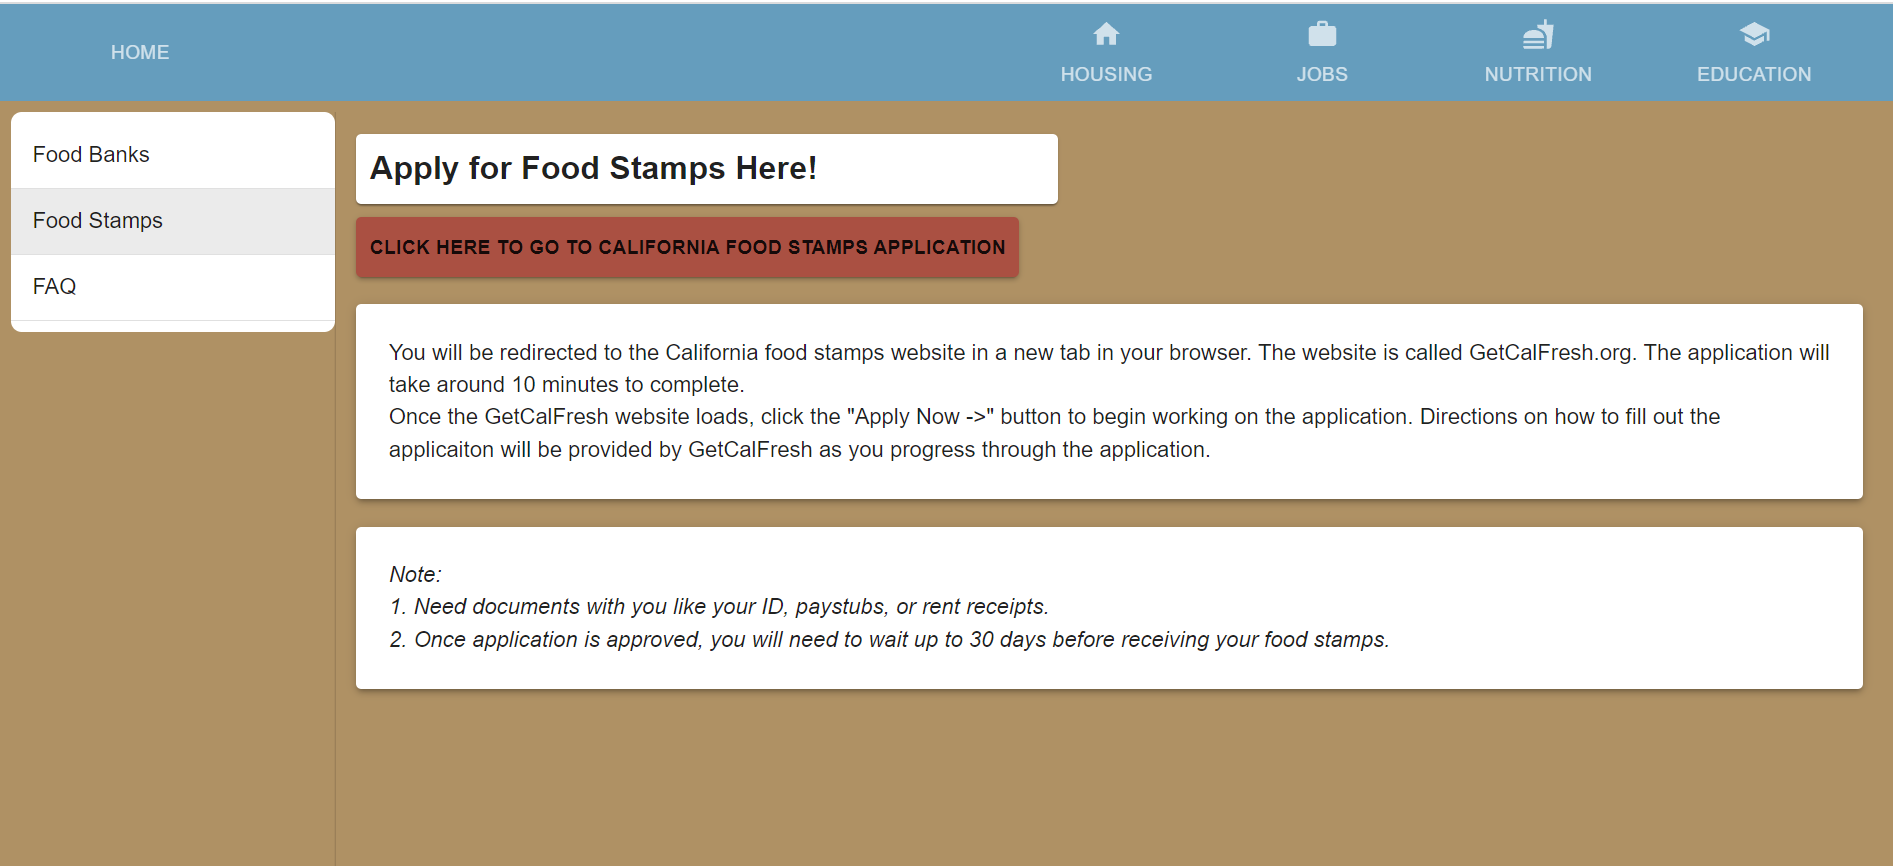 HOME
HOUSING
JOBS
NUTRITION
EDUCATION
Food Banks
Food Stamps
FAQ
Apply for Food Stamps Here!
CLICK HERE TO GO TO CALIFORNIA FOOD STAMPS APPLICATION
You will be redirected to the California food stamps website in a new tab in your browser. The website is called GetCalFresh.org. The application will
take around 10 minutes to complete.
Once the GetCalFresh website loads, click the "Apply Now ->" button to begin working on the application. Directions on how to fill out the
applicaiton will be provided by GetCalFresh as you progress through the application.
Note:
1. Need documents with you like your ID, paystubs, or rent receipts.
2. Once application is approved, you will need to wait up to 30 days before receiving your food stamps.